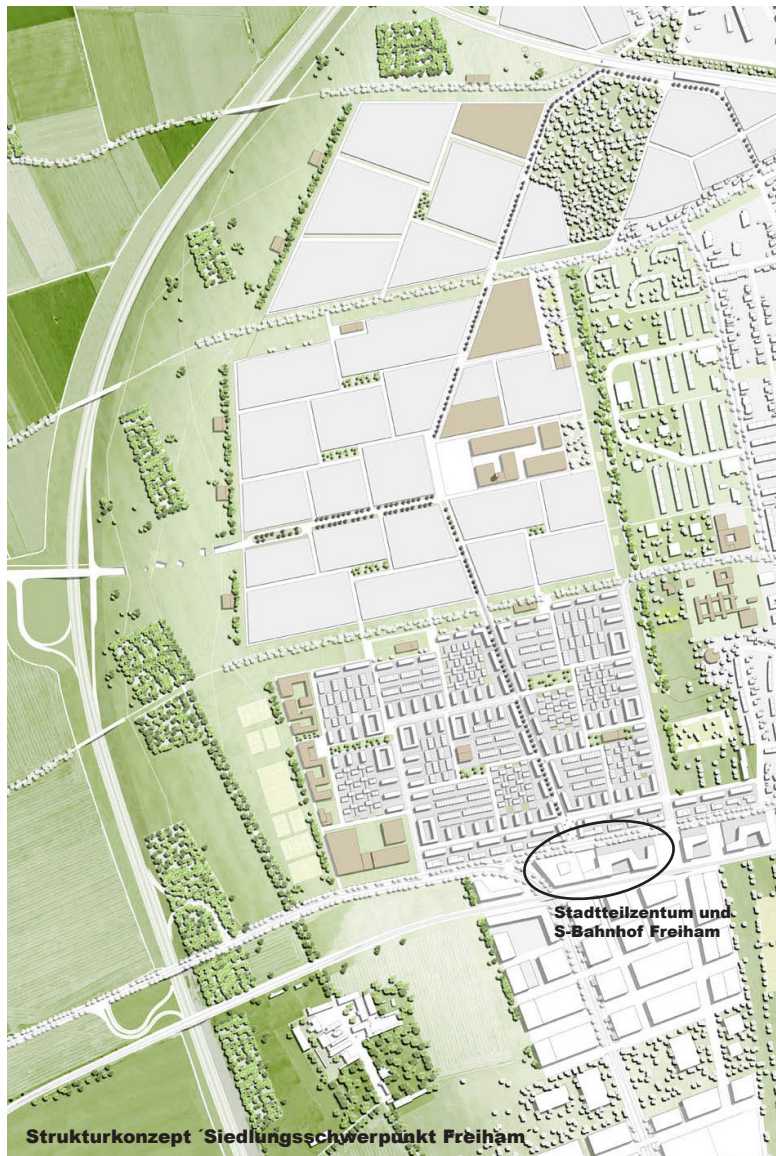 Stadtteilzentum und
S-Bahnhof Freiham
Strukturkonzept ´Siedlungsschwerpunkt Freiham